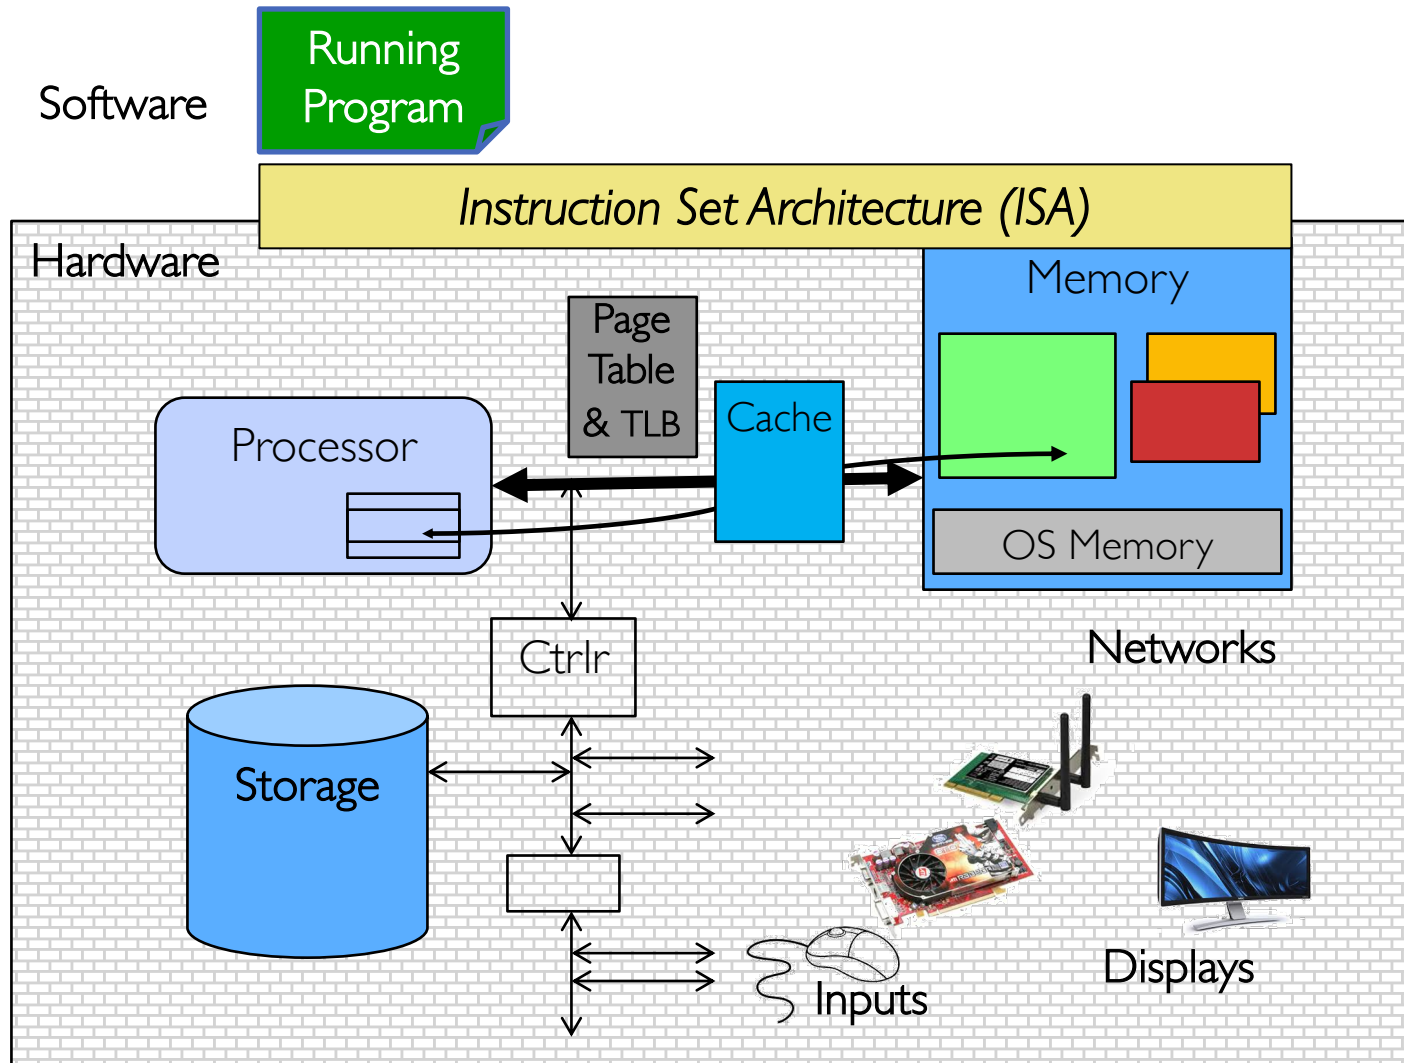 Running
Program
Software
Instruction Set Architecture (ISA)
Hardware
Memory
Page
Table
& TLB
Cache
Processor
OS Memory
Ctrlr
Networks
Storage
Displays
Inputs